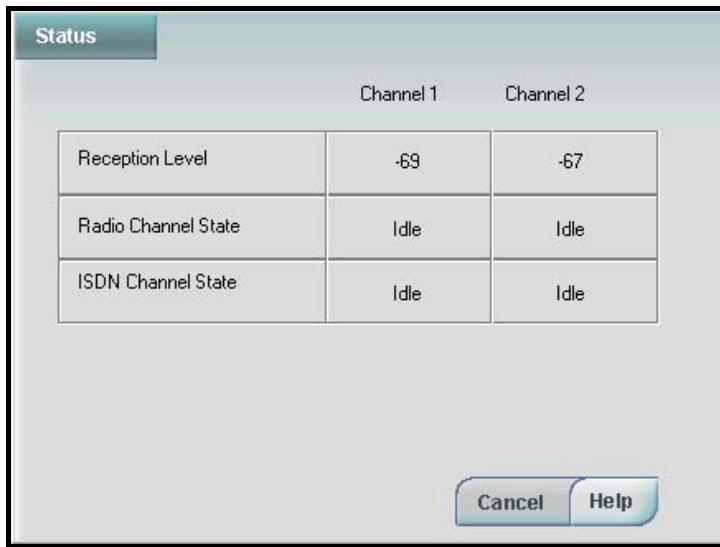 Status
Channel 1 Channel 2
Reception Level -69 -67
Radio Channel State Idle Idle
ISDN Channel State Idle Idle
Cancel Help